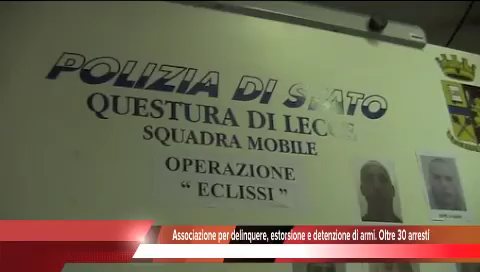 POLIZIA DI STATO
QUESTURA DI LECCE
SQUADRA MOBILE
OPERAZIONE
“ ECLISSI ”
Associazione per delinquere, estorsione e detenzione di armi. Oltre 30 arresti